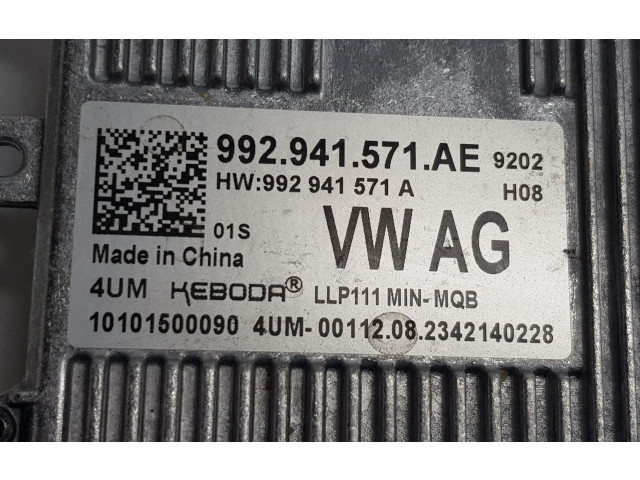 992.941.571.AE 9202
HW:992 941 571 A H08
01S VW AG
Made in China
4UM KEBODA® LLP111 MIN-MQB
10101500090 4UM-00112.08.2342140228